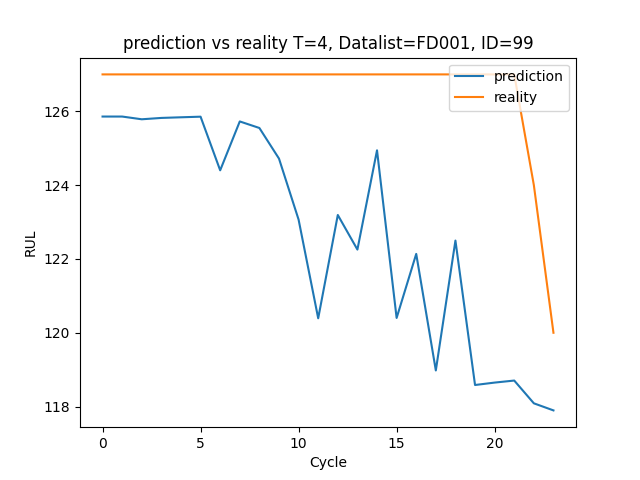 prediction vs reality T=4, Datalist=FD001, ID=99
prediction
reality
126
124
122
120
118
RUL
0 5 10 15 20
Cycle